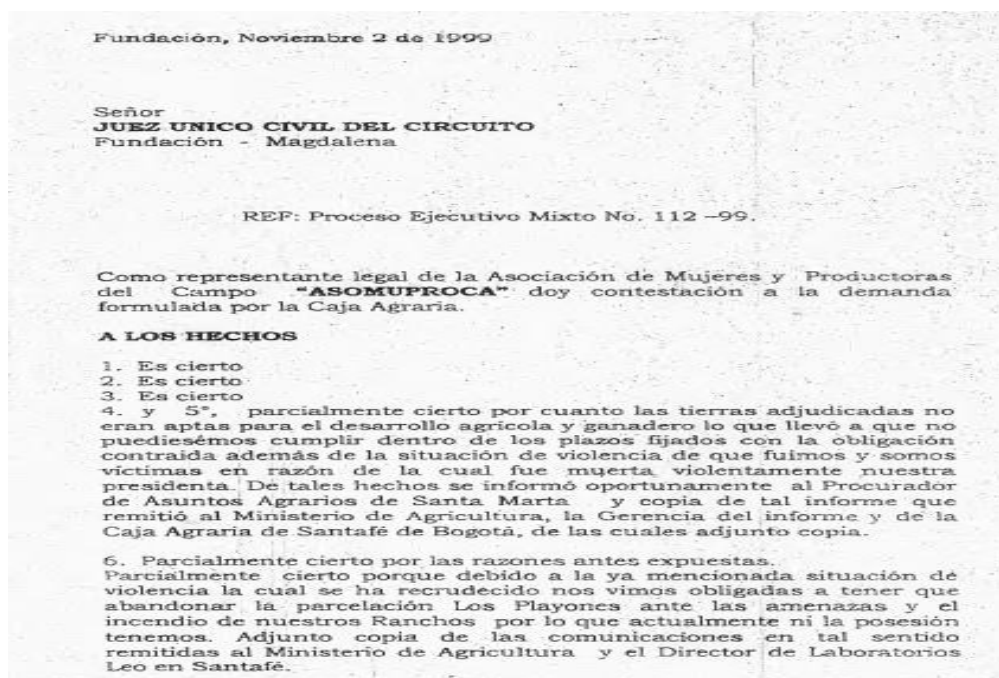 Fundación, Noviembre 2 de 1999
Señor
JUEZ UNICO CIVIL DEL CIRCUITO
Fundación - Magdalena
REF: Proceso Ejecutivo Mixto No. 112 –99.
Como representante legal de la Asociación de Mujeres y Productoras
del Campo "ASOMUPROCA" doy contestación a la demanda
formulada por la Caja Agraria.
A LOS HECHOS
1. Es cierto
2. Es cierto
3. Es cierto
4. y 5°, parcialmente cierto por cuanto las tierras adjudicadas no
eran aptas para el desarrollo agrícola y ganadero lo que llevó a que no
puediesémos cumplir dentro de los plazos fijados con la obligación
contraida además de la situación de violencia de que fuimos y somos
víctimas en razón de la cual fue muerta violentamente nuestra
presidenta. De tales hechos se informó oportunamente al Procurador
de Asuntos Agrarios de Santa Marta y copia de tal informe que
remitió al Ministerio de Agricultura, la Gerencia del informe y de la
Caja Agraria de Santafé de Bogotá, de las cuales adjunto copia.
6. Parcialmente cierto por las razones antes expuestas.
Parcialmente cierto porque debido a la ya mencionada situación de
violencia la cual se ha recrudecido nos vimos obligadas a tener que
abandonar la parcelación Los Playones ante las amenazas y el
incendio de nuestros Ranchos por lo que actualmente ni la posesión
tenemos. Adjunto copia de las comunicaciones en tal sentido
remitidas al Ministerio de Agricultura y el Director de Laboratorios
Leo en Santafé.